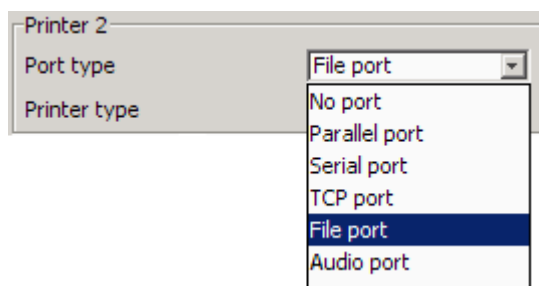 Printer 2
Port type File port
Printer type
No port
Parallel port
Serial port
TCP port
File port
Audio port